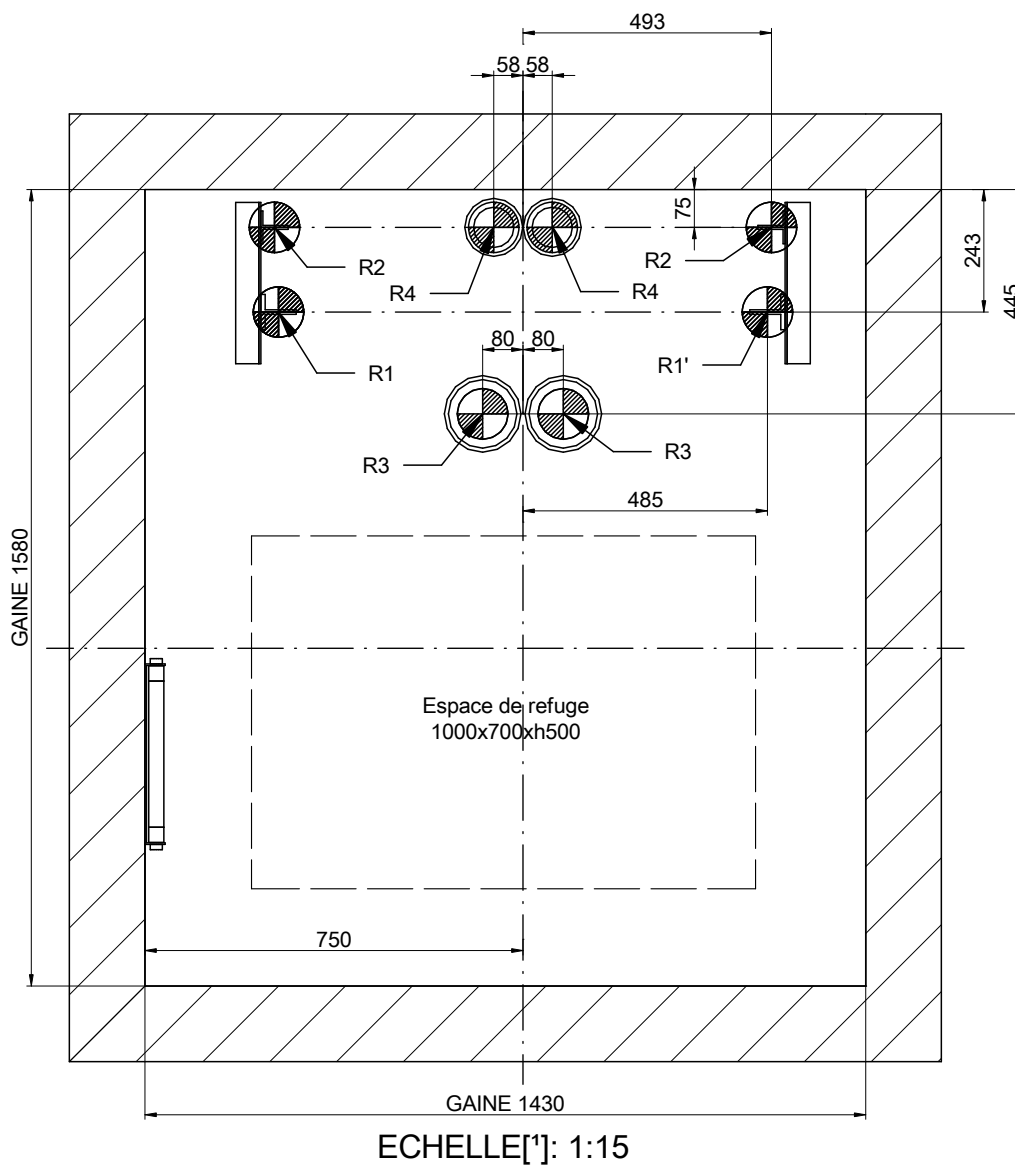 493
58 58
75
243
445
R2
R4
R4
R2
R1
80 80
R1'
R3
R3
485
GAINE 1580
Espace de refuge
1000x700xh500
750
GAINE 1430
ECHELLE[¹]: 1:15